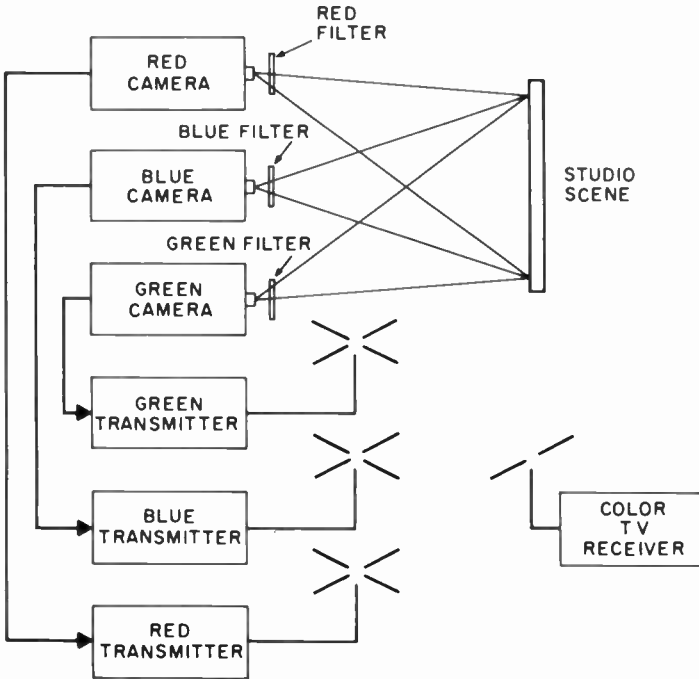 RED
FILTER
RED
CAMERA
BLUE FILTER
BLUE
CAMERA
STUDIO
SCENE
GREEN FILTER
GREEN
CAMERA
GREEN
TRANSMITTER
BLUE
TRANSMITTER
COLOR
TV
RECEIVER
RED
TRANSMITTER